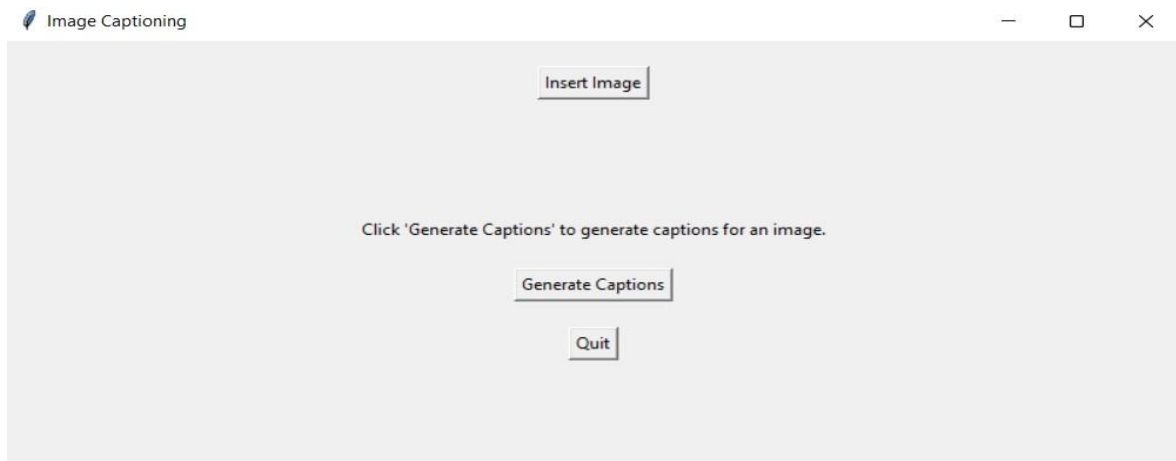 Image Captioning
Insert Image
Click 'Generate Captions' to generate captions for an image.
Generate Captions
Quit